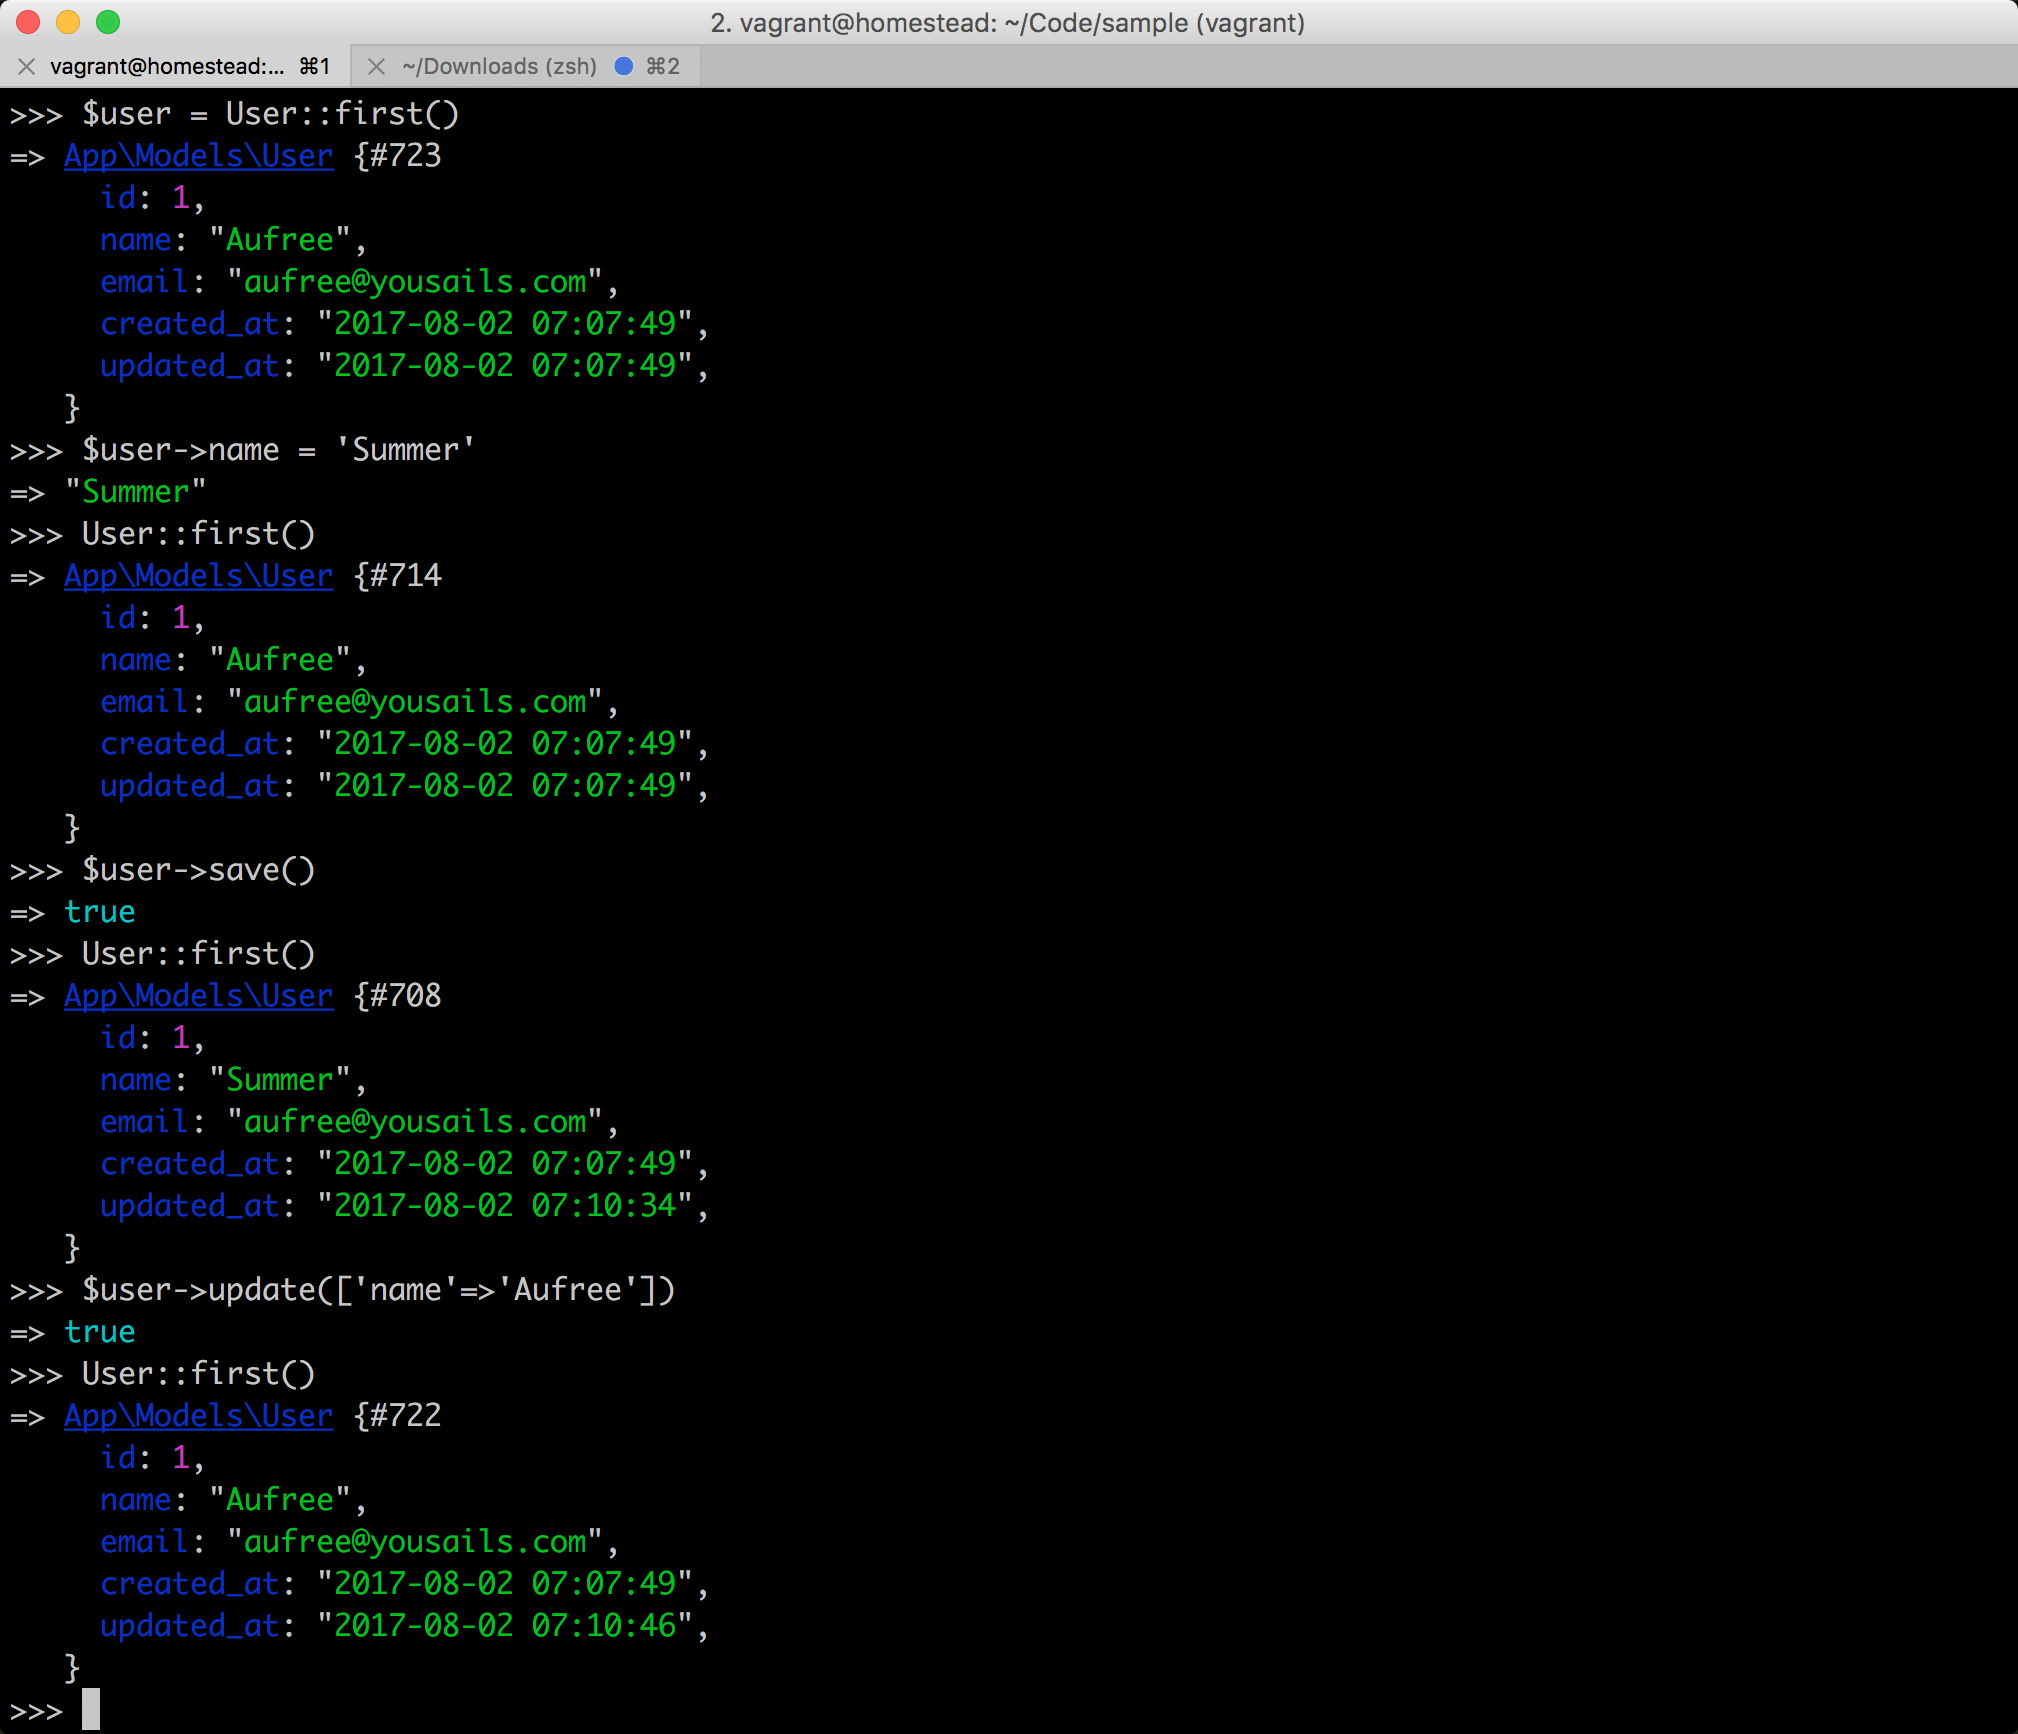 2. vagrant@homestead: ~/Code/sample (vagrant)
vagrant@homestead:... ⌘1 ~/Downloads (zsh) ⌘2
>>> $user = User::first()
=> App\Models\User {#723
id: 1,
name: "Aufree",
email: "aufree@yousails.com",
created_at: "2017-08-02 07:07:49",
updated_at: "2017-08-02 07:07:49",
}
>>> $user->name = 'Summer'
=> "Summer"
>>> User::first()
=> App\Models\User {#714
id: 1,
name: "Aufree",
email: "aufree@yousails.com",
created_at: "2017-08-02 07:07:49",
updated_at: "2017-08-02 07:07:49",
}
>>> $user->save()
=> true
>>> User::first()
=> App\Models\User {#708
id: 1,
name: "Summer",
email: "aufree@yousails.com",
created_at: "2017-08-02 07:07:49",
updated_at: "2017-08-02 07:10:34",
}
>>> $user->update(['name'=>'Aufree'])
=> true
>>> User::first()
=> App\Models\User {#722
id: 1,
name: "Aufree",
email: "aufree@yousails.com",
created_at: "2017-08-02 07:07:49",
updated_at: "2017-08-02 07:10:46",
}
>>>